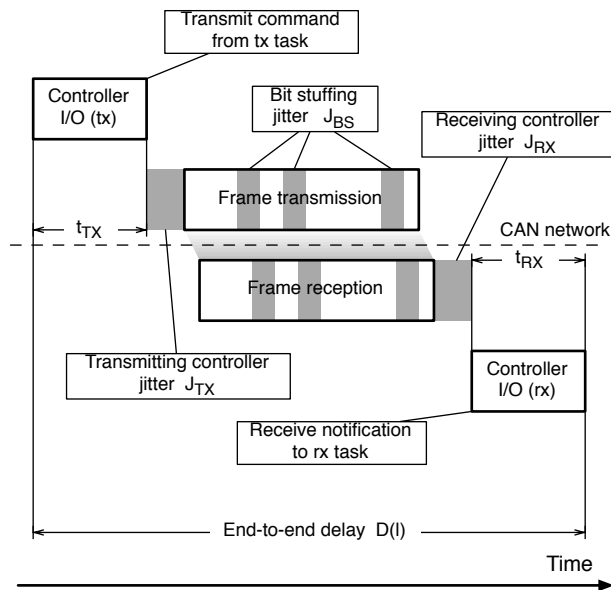 Transmit command
from tx task
Controller
I/O (tx)
Bit stuffing
jitter J_BS
Receiving controller
jitter J_RX
Frame transmission
t_TX
CAN network
t_RX
Frame reception
Transmitting controller
jitter J_TX
Controller
I/O (rx)
Receive notification
to rx task
End-to-end delay D(l)
Time